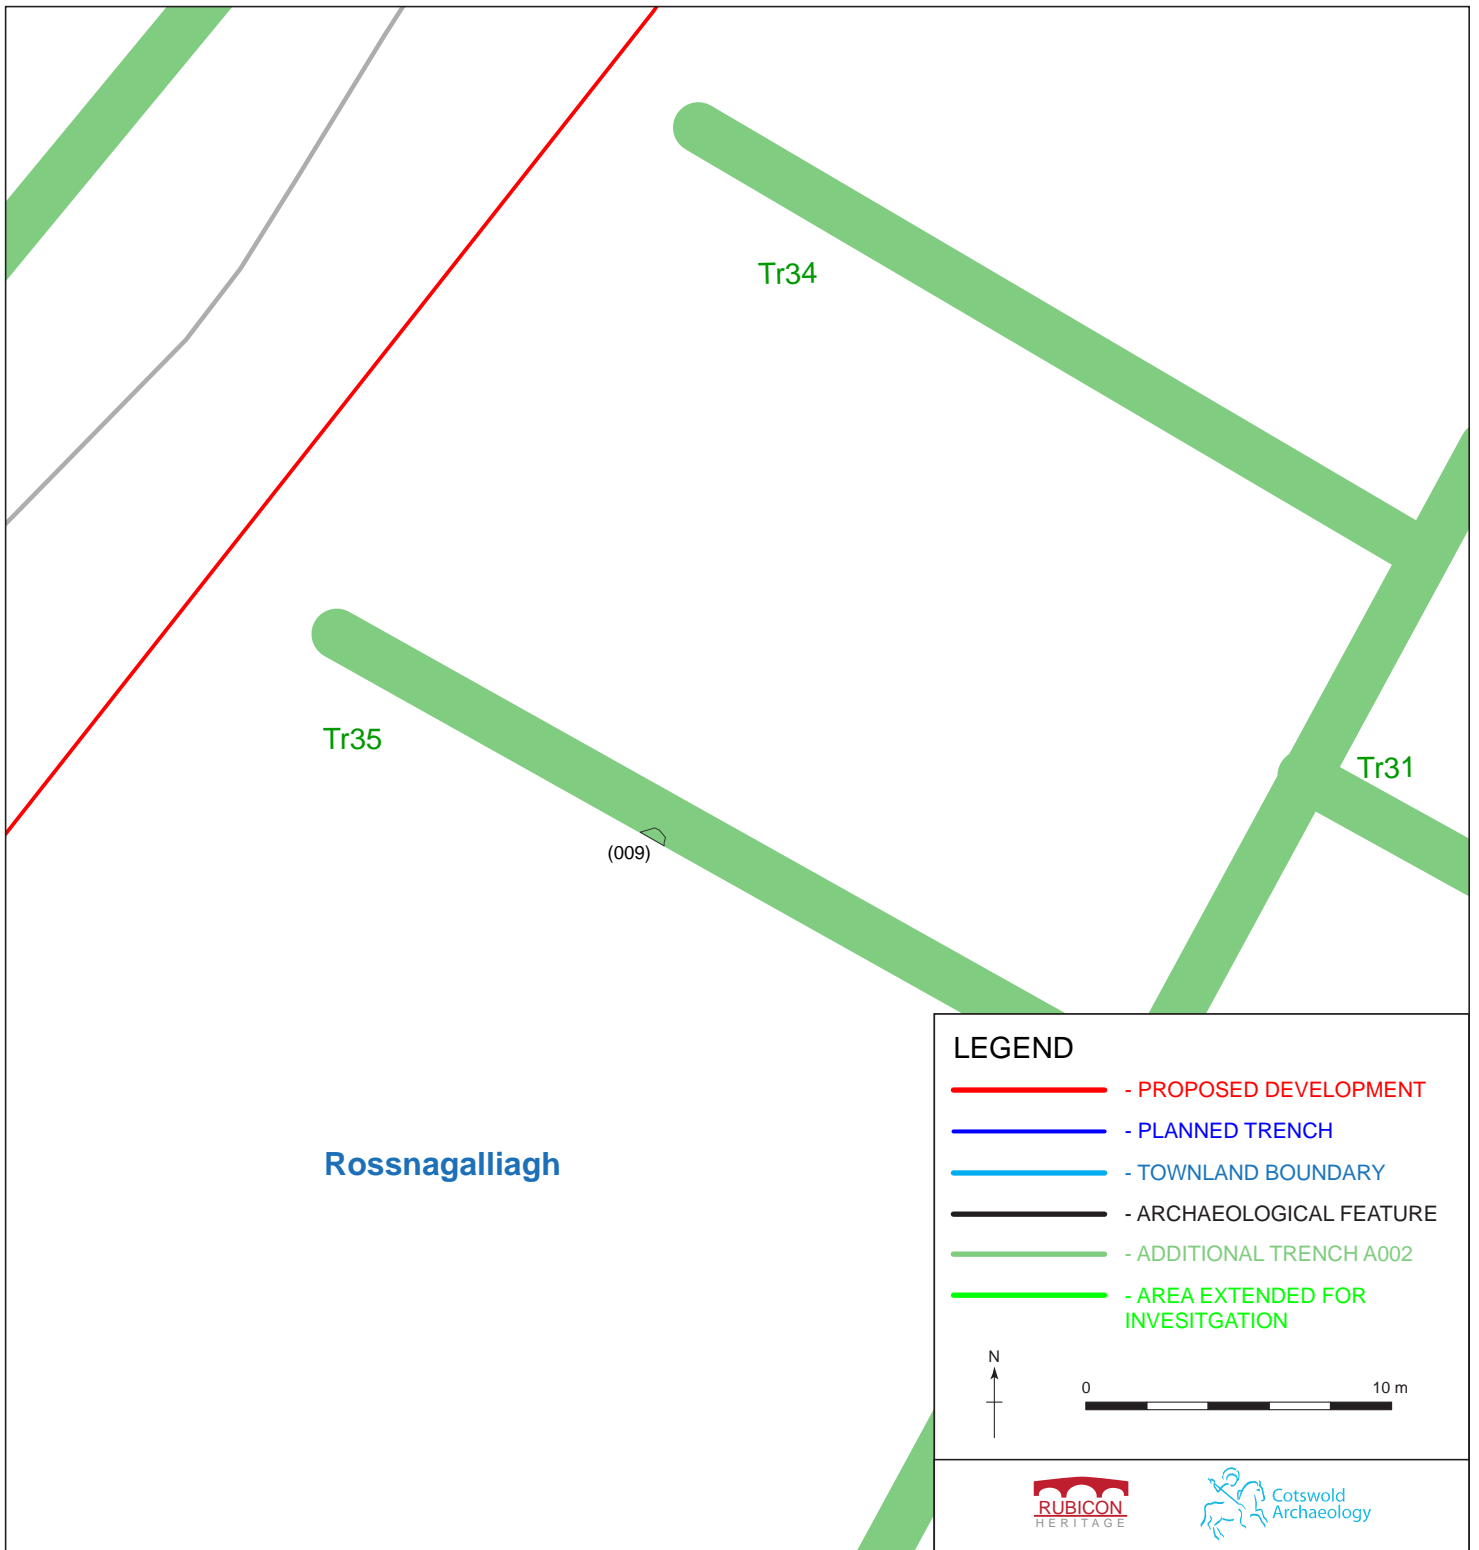 Tr34
Tr35
Tr31
(009)
Rossnagalliagh
LEGEND
- PROPOSED DEVELOPMENT
- PLANNED TRENCH
- TOWNLAND BOUNDARY
- ARCHAEOLOGICAL FEATURE
- ADDITIONAL TRENCH A002
- AREA EXTENDED FOR
INVESITGATION
N
0 10 m
RUBICON
HERITAGE
Cotswold
Archaeology